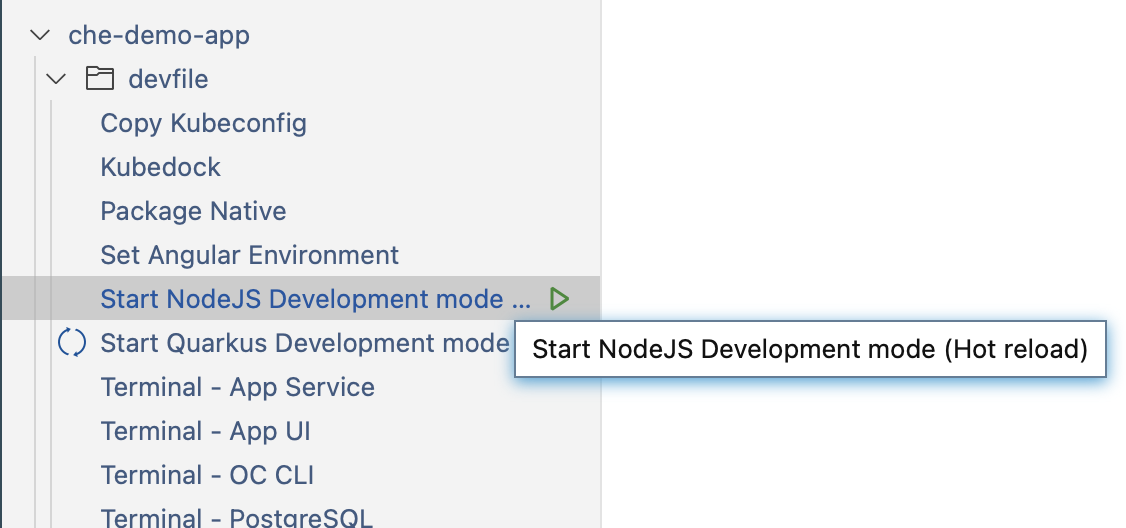 che-demo-app
devfile
Copy Kubeconfig
Kubedock
Package Native
Set Angular Environment
Start NodeJS Development mode ...
Start Quarkus Development mode
Start NodeJS Development mode (Hot reload)
Terminal - App Service
Terminal - App UI
Terminal - OC CLI
Terminal - PostgreSQL